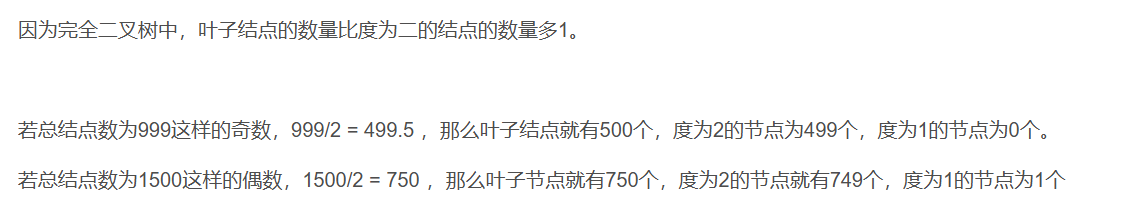 因为完全二叉树中，叶子结点的数量比度为二的结点的数量多1。
若总结点数为999这样的奇数，999/2 = 499.5 ，那么叶子结点就有500个，度为2的节点为499个，度为1的节点为0个。
若总结点数为1500这样的偶数，1500/2 = 750 ，那么叶子节点就有750个，度为2的节点就有749个，度为1的节点为1个